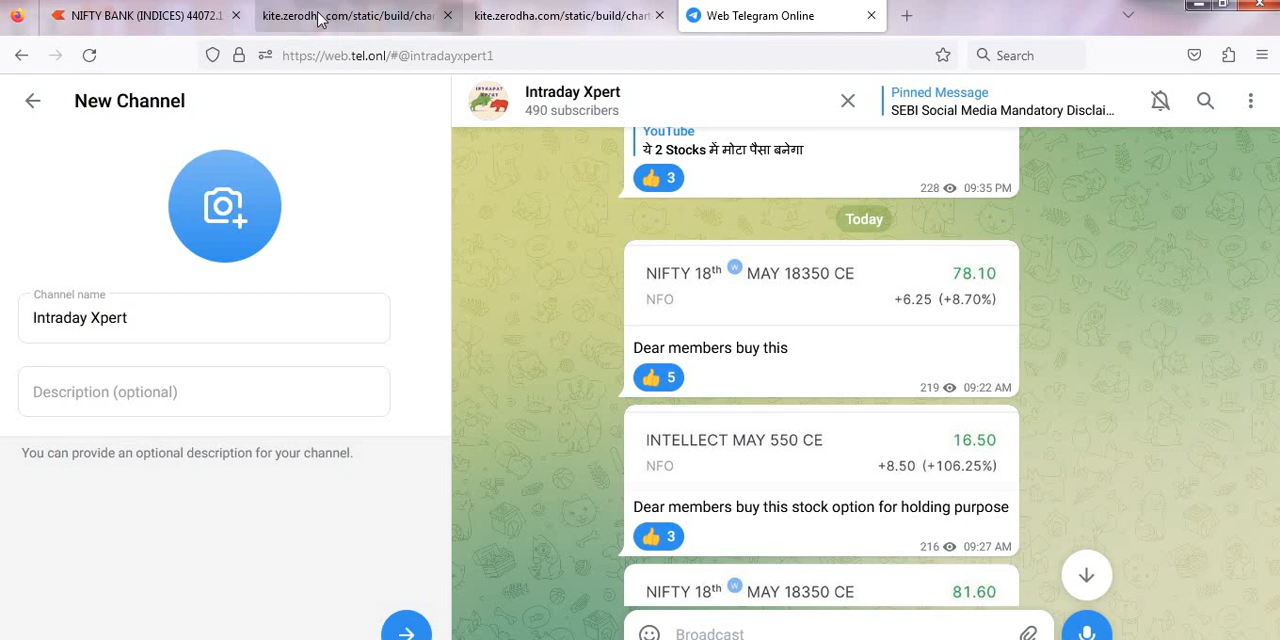 NIFTY BANK (INDICES) 44072.1
kite.zerodha.com/static/build/char
kite.zerodha.com/static/build/chart
Web Telegram Online
https://web.tel.onl/#@intradayxpert1
Search
New Channel
Intraday Xpert
490 subscribers
Pinned Message
SEBI Social Media Mandatory Disclai...
YouTube
ये 2 Stocks में मोटा पैसा बनेगा
3
228 09:35 PM
Today
Channel name
Intraday Xpert
Description (optional)
You can provide an optional description for your channel.
NIFTY 18th W MAY 18350 CE 78.10
NFO +6.25 (+8.70%)
Dear members buy this
5
219 09:22 AM
INTELLECT MAY 550 CE 16.50
NFO +8.50 (+106.25%)
Dear members buy this stock option for holding purpose
3
216 09:27 AM
NIFTY 18th W MAY 18350 CE 81.60
Broadcast